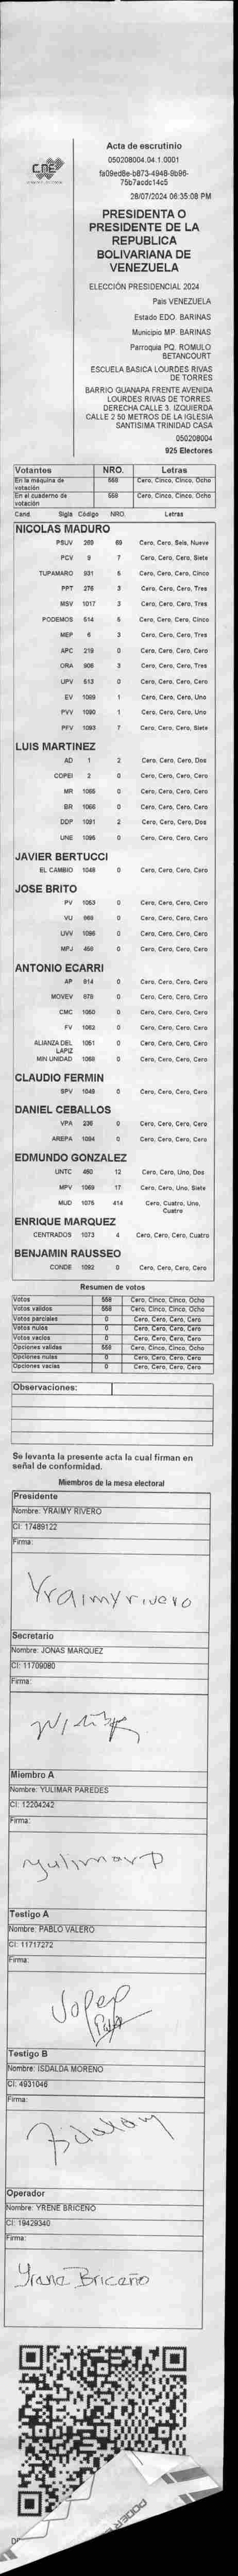 CNE
Acta de escrutinio
050208004.04.1.0001
fa09ed8e-b873-4948-9b96-
75b7acdc14c5
28/07/2024 06:35:08 PM
PRESIDENTA O
PRESIDENTE DE LA
REPUBLICA
BOLIVARIANA DE
VENEZUELA
ELECCIÓN PRESIDENCIAL 2024
País VENEZUELA
Estado EDO. BARINAS
Municipio MP. BARINAS
Parroquia PQ. ROMULO
BETANCOURT
ESCUELA BASICA LOURDES RIVAS
DE TORRES
BARRIO GUANAPA FRENTE AVENIDA
LOURDES RIVAS DE TORRES.
DERECHA CALLE 3. IZQUIERDA
CALLE 2 50 METROS DE LA IGLESIA
SANTISIMA TRINIDAD CASA
050208004
925 Electores
Votantes NRO. Letras
En la máquina de votación 558 Cero, Cinco, Cinco, Ocho
En el cuaderno de votación 558 Cero, Cinco, Cinco, Ocho
Cand. Sigla Código NRO. Letras
NICOLAS MADURO
PSUV 269 69 Cero, Cero, Seis, Nueve
PCV 9 7 Cero, Cero, Cero, Siete
TUPAMARO 931 5 Cero, Cero, Cero, Cinco
PPT 275 3 Cero, Cero, Cero, Tres
MSV 1017 3 Cero, Cero, Cero, Tres
PODEMOS 514 5 Cero, Cero, Cero, Cinco
MEP 6 3 Cero, Cero, Cero, Tres
APC 219 0 Cero, Cero, Cero, Cero
ORA 906 3 Cero, Cero, Cero, Tres
UPV 513 0 Cero, Cero, Cero, Cero
EV 1089 1 Cero, Cero, Cero, Uno
PVV 1090 1 Cero, Cero, Cero, Uno
PFV 1093 7 Cero, Cero, Cero, Siete
LUIS MARTINEZ
AD 1 2 Cero, Cero, Cero, Dos
COPEI 2 0 Cero, Cero, Cero, Cero
MR 1065 0 Cero, Cero, Cero, Cero
BR 1066 0 Cero, Cero, Cero, Cero
DDP 1091 2 Cero, Cero, Cero, Dos
UNE 1095 0 Cero, Cero, Cero, Cero
JAVIER BERTUCCI
EL CAMBIO 1048 0 Cero, Cero, Cero, Cero
JOSE BRITO
PV 1053 0 Cero, Cero, Cero, Cero
VU 969 0 Cero, Cero, Cero, Cero
UVV 1096 0 Cero, Cero, Cero, Cero
MPJ 450 0 Cero, Cero, Cero, Cero
ANTONIO ECARRI
AP 914 0 Cero, Cero, Cero, Cero
MOVEV 879 0 Cero, Cero, Cero, Cero
CMC 1050 0 Cero, Cero, Cero, Cero
FV 1062 0 Cero, Cero, Cero, Cero
ALIANZA DEL LAPIZ 1051 0 Cero, Cero, Cero, Cero
MIN UNIDAD 1068 0 Cero, Cero, Cero, Cero
CLAUDIO FERMIN
SPV 1049 0 Cero, Cero, Cero, Cero
DANIEL CEBALLOS
VPA 236 0 Cero, Cero, Cero, Cero
AREPA 1094 0 Cero, Cero, Cero, Cero
EDMUNDO GONZALEZ
UNTC 460 12 Cero, Cero, Uno, Dos
MPV 1069 17 Cero, Cero, Uno, Siete
MUD 1075 414 Cero, Cuatro, Uno,
Cuatro
ENRIQUE MARQUEZ
CENTRADOS 1073 4 Cero, Cero, Cero, Cuatro
BENJAMIN RAUSSEO
CONDE 1092 0 Cero, Cero, Cero, Cero
Resumen de votos
Votos 558 Cero, Cinco, Cinco, Ocho
Votos validos 558 Cero, Cinco, Cinco, Ocho
Votos parciales 0 Cero, Cero, Cero, Cero
Votos nulos 0 Cero, Cero, Cero, Cero
Votos vacios 0 Cero, Cero, Cero, Cero
Opciones validas 558 Cero, Cinco, Cinco, Ocho
Opciones nulas 0 Cero, Cero, Cero, Cero
Opciones vacias 0 Cero, Cero, Cero, Cero
Observaciones:
Se levanta la presente acta la cual firman en
señal de conformidad.
Miembros de la mesa electoral
Presidente
Nombre: YRAIMY RIVERO
CI: 17489122
Firma:
Yraimy rivero
Secretario
Nombre: JONAS MARQUEZ
CI: 11709080
Firma:
Miembro A
Nombre: YULIMAR PAREDES
CI: 12204242
Firma:
Yulimar P
Testigo A
Nombre: PABLO VALERO
CI: 11717272
Firma:
Testigo B
Nombre: ISDALDA MORENO
CI: 4931046
Firma:
Operador
Nombre: YRENE BRICEÑO
CI: 19429340
Firma:
Yrene Briceño
PODER